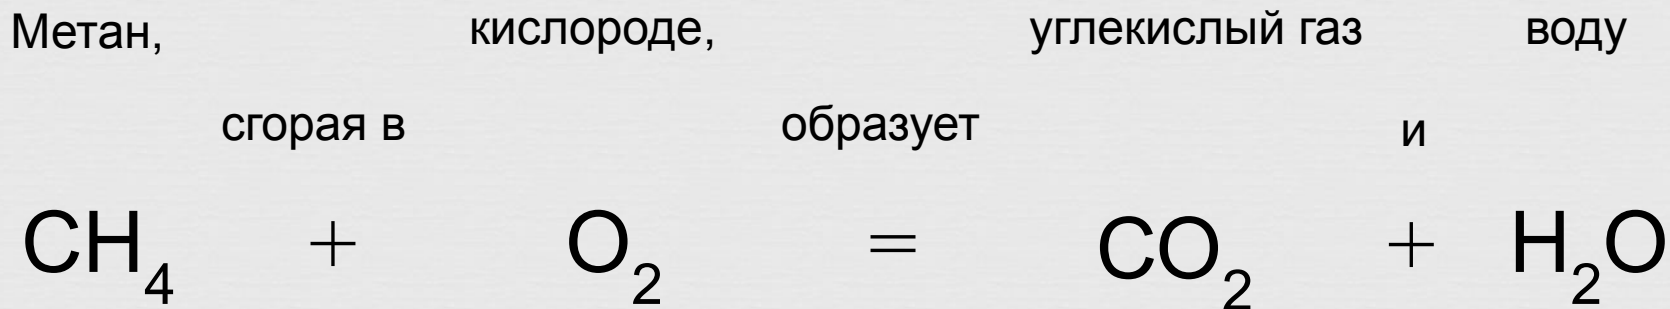 Метан, кислороде, углекислый газ воду
сгорая в образует и
CH₄ + O₂ = CO₂ + H₂O